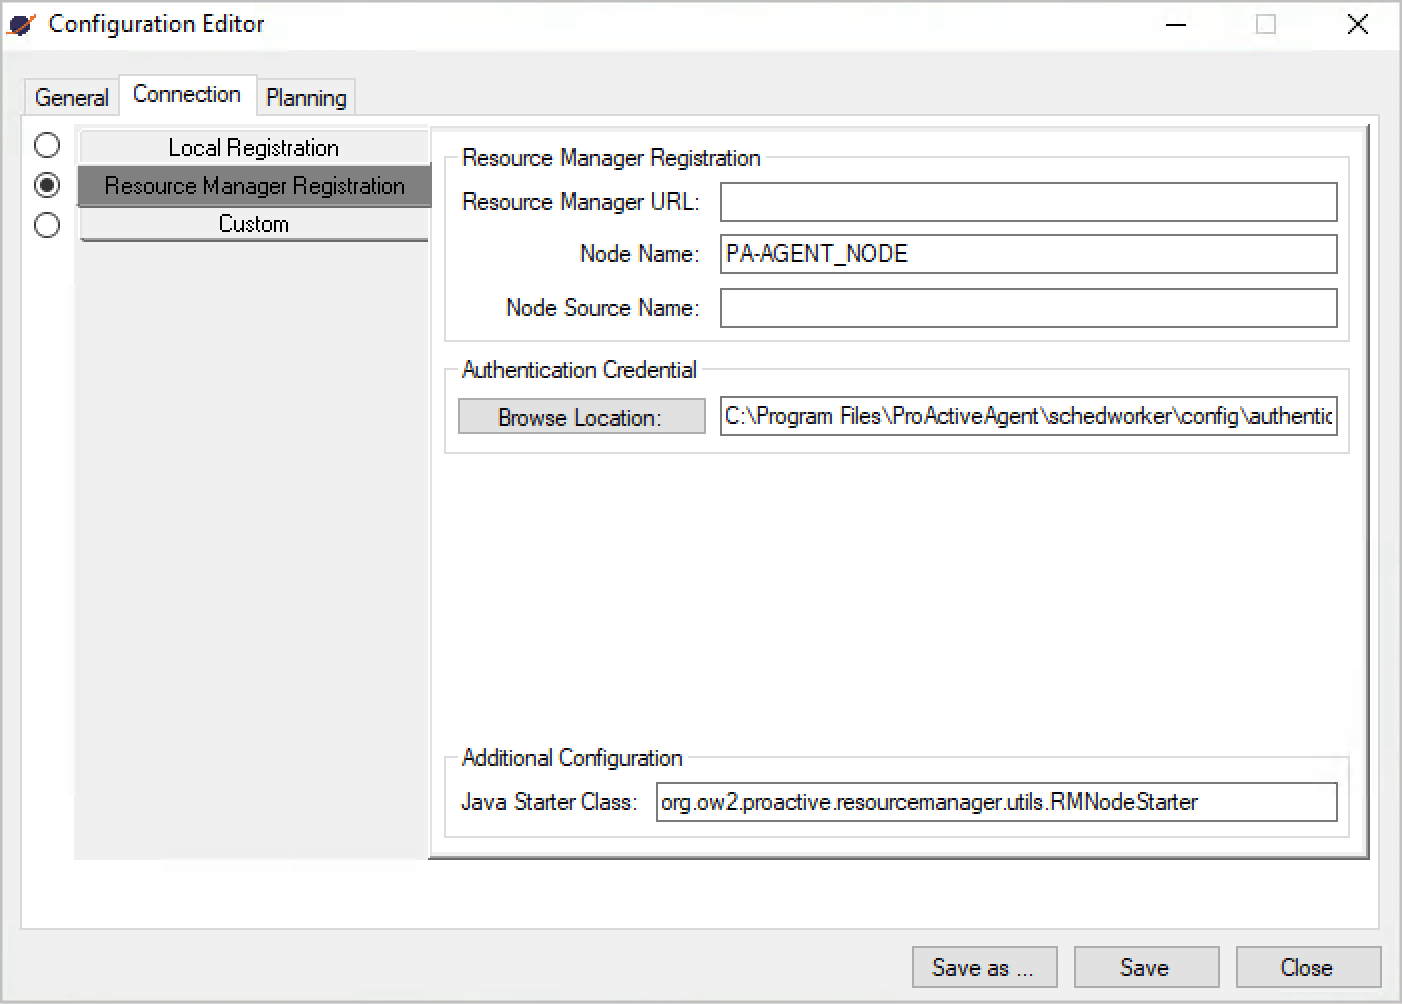 Configuration Editor
General Connection Planning
Local Registration
Resource Manager Registration
Custom
Resource Manager Registration
Resource Manager URL:
Node Name: PA-AGENT_NODE
Node Source Name:
Authentication Credential
Browse Location: C:\Program Files\ProActiveAgent\schedworker\config\authentic
Additional Configuration
Java Starter Class: org.ow2.proactive.resourcemanager.utils.RMNodeStarter
Save as ... Save Close